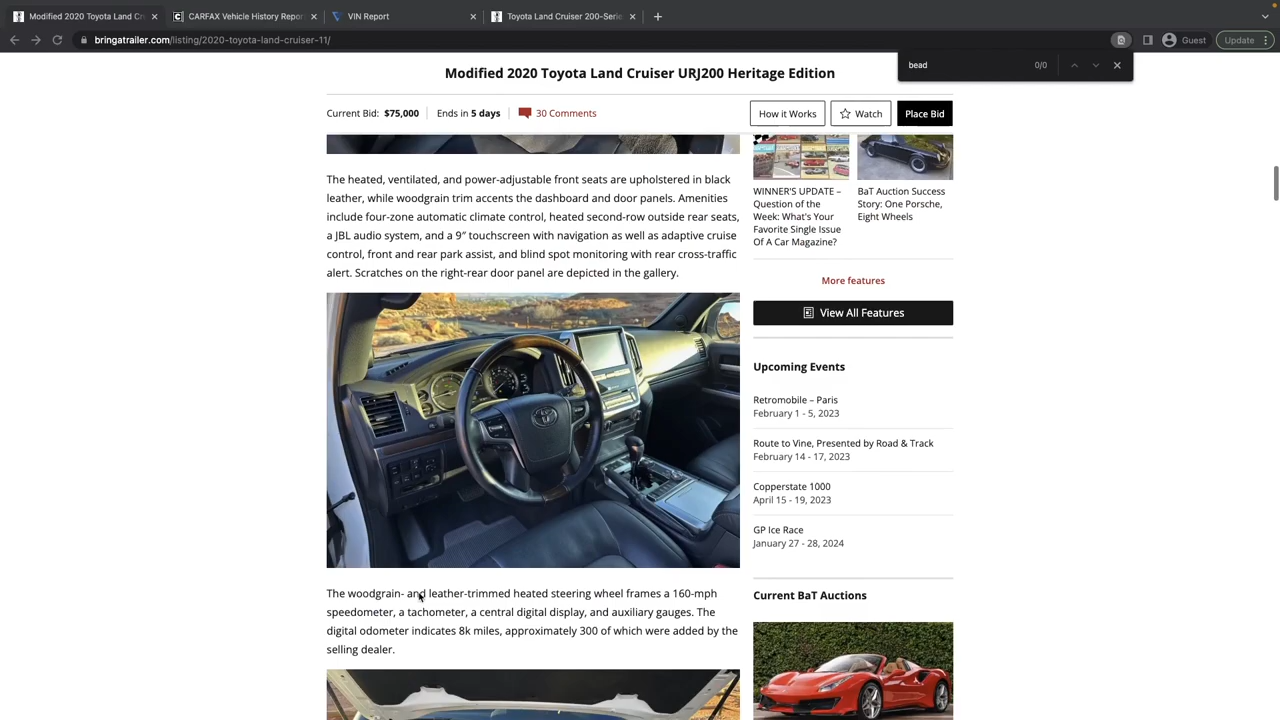 Modified 2020 Toyota Land Cr
CARFAX Vehicle History Repor
VIN Report
Toyota Land Cruiser 200-Serie
bringatrailer.com/listing/2020-toyota-land-cruiser-11/
Guest
Update
bead
0/0
Modified 2020 Toyota Land Cruiser URJ200 Heritage Edition
Current Bid: $75,000
Ends in 5 days
30 Comments
How it Works
Watch
Place Bid
The heated, ventilated, and power-adjustable front seats are upholstered in black
leather, while woodgrain trim accents the dashboard and door panels. Amenities
include four-zone automatic climate control, heated second-row outside rear seats,
a JBL audio system, and a 9″ touchscreen with navigation as well as adaptive cruise
control, front and rear park assist, and blind spot monitoring with rear cross-traffic
alert. Scratches on the right-rear door panel are depicted in the gallery.
The woodgrain- and leather-trimmed heated steering wheel frames a 160-mph
speedometer, a tachometer, a central digital display, and auxiliary gauges. The
digital odometer indicates 8k miles, approximately 300 of which were added by the
selling dealer.
WINNER'S UPDATE –
Question of the
Week: What's Your
Favorite Single Issue
Of A Car Magazine?
BaT Auction Success
Story: One Porsche,
Eight Wheels
More features
View All Features
Upcoming Events
Retromobile – Paris
February 1 - 5, 2023
Route to Vine, Presented by Road & Track
February 14 - 17, 2023
Copperstate 1000
April 15 - 19, 2023
GP Ice Race
January 27 - 28, 2024
Current BaT Auctions